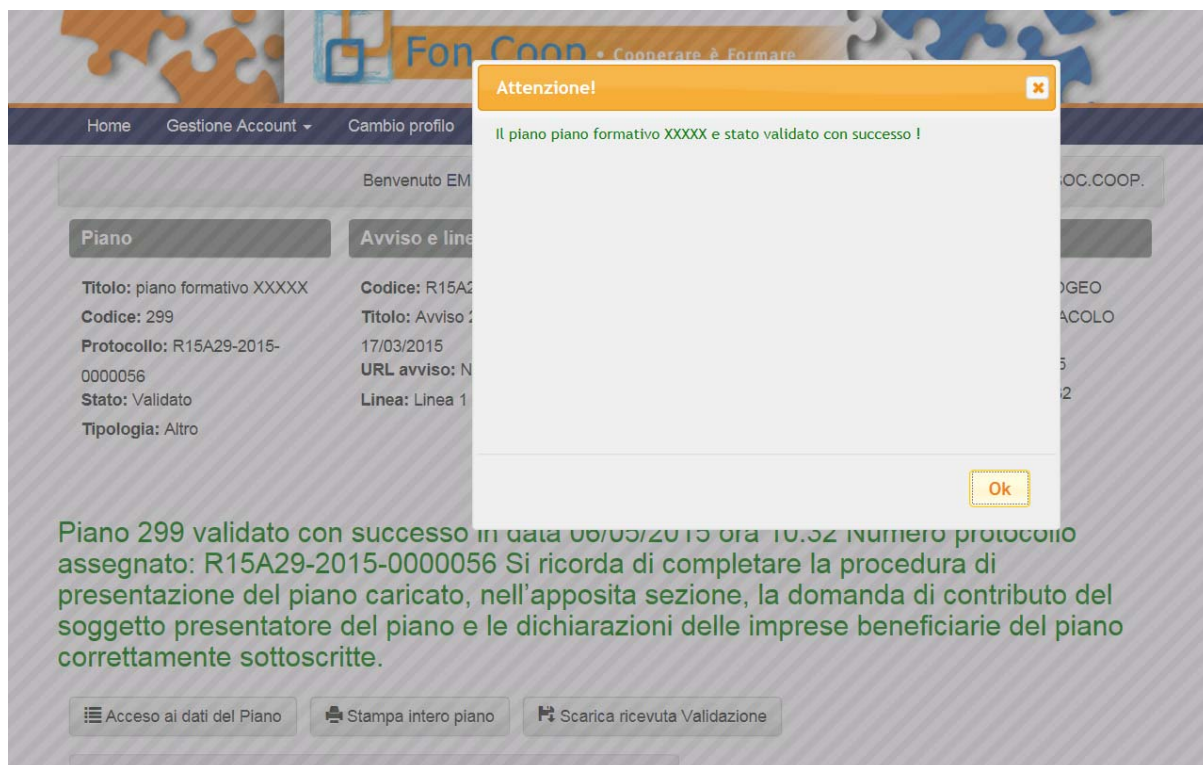 Fon Coop • Cooperare è Formare
Attenzione!
Home Gestione Account Cambio profilo
Il piano piano formativo XXXXX e stato validato con successo !
Benvenuto EM
OC.COOP.
Piano
Avviso e line
Titolo: piano formativo XXXXX
Codice: 299
Protocollo: R15A29-2015-
0000056
Stato: Validato
Tipologia: Altro
Codice: R15A2
Titolo: Avviso 2
17/03/2015
URL avviso: N
Linea: Linea 1
OGEO
ACOLO
5
2
Ok
Piano 299 validato con successo in data 06/05/2015 ora 10:32 Numero protocollo
assegnato: R15A29-2015-0000056 Si ricorda di completare la procedura di
presentazione del piano caricato, nell'apposita sezione, la domanda di contributo del
soggetto presentatore del piano e le dichiarazioni delle imprese beneficiarie del piano
correttamente sottoscritte.
Acceso ai dati del Piano
Stampa intero piano
Scarica ricevuta Validazione